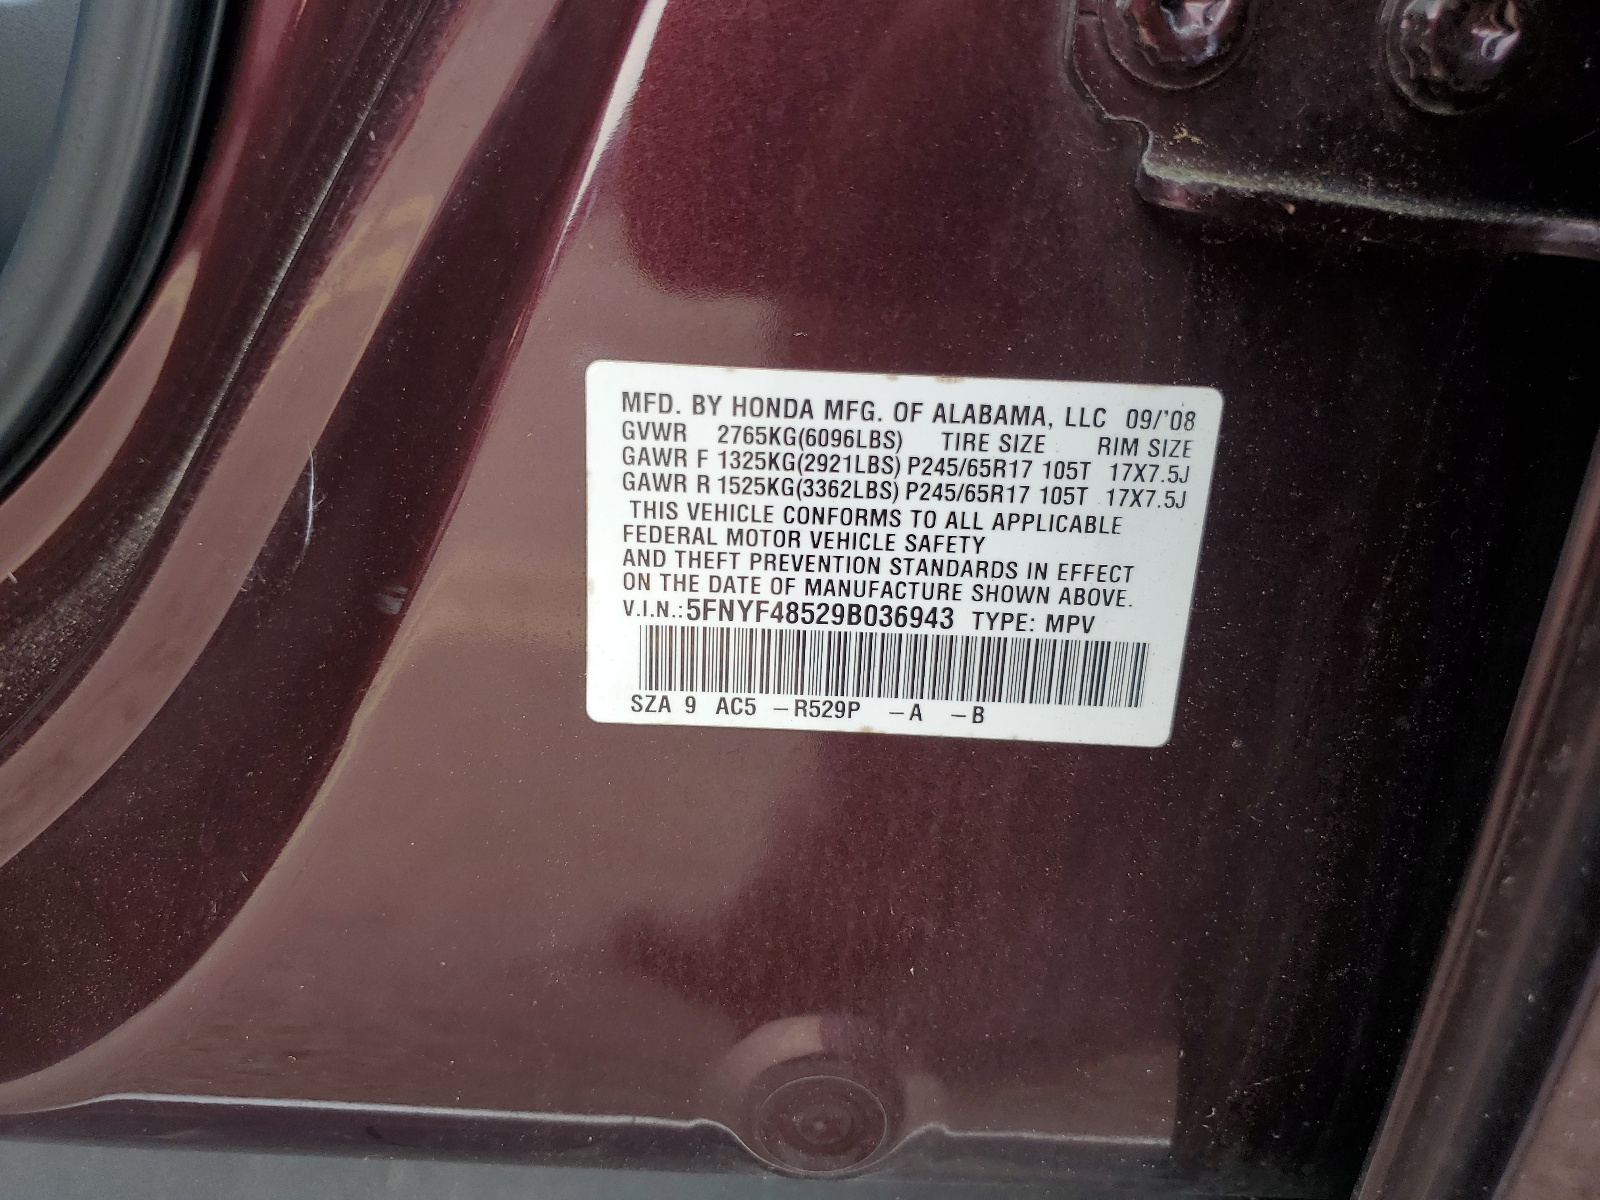 MFD. BY HONDA MFG. OF ALABAMA, LLC 09/'08
GVWR 2765KG(6096LBS) TIRE SIZE RIM SIZE
GAWR F 1325KG(2921LBS) P245/65R17 105T 17X7.5J
GAWR R 1525KG(3362LBS) P245/65R17 105T 17X7.5J
THIS VEHICLE CONFORMS TO ALL APPLICABLE
FEDERAL MOTOR VEHICLE SAFETY
AND THEFT PREVENTION STANDARDS IN EFFECT
ON THE DATE OF MANUFACTURE SHOWN ABOVE.
V.I.N.:5FNYF48529B036943 TYPE: MPV
SZA 9 AC5 -R529P -A -B